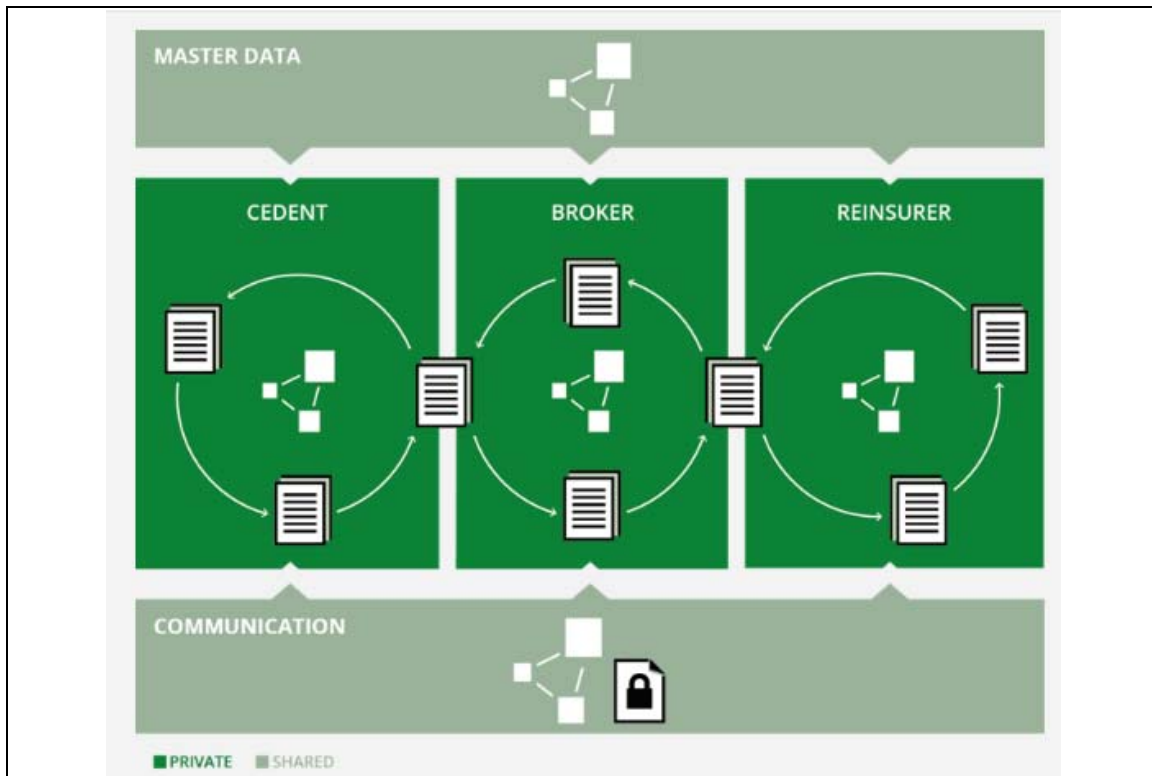 MASTER DATA
CEDENT
BROKER
REINSURER
COMMUNICATION
PRIVATE
SHARED